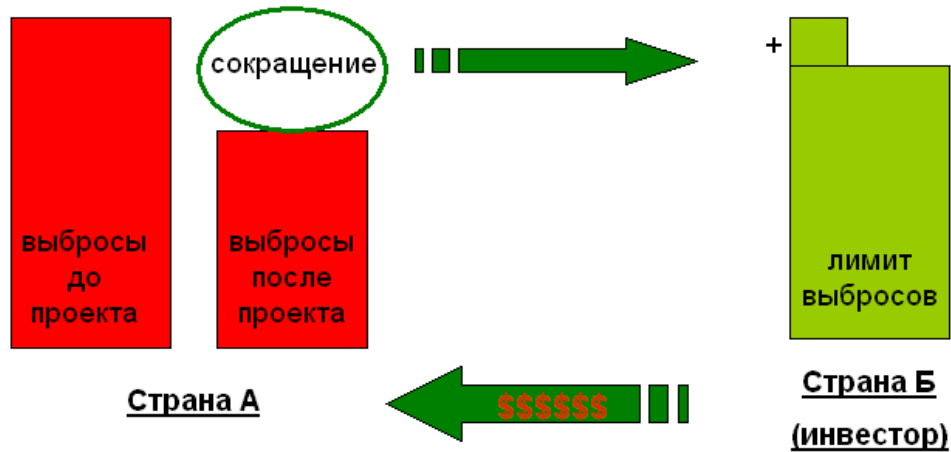 сокращение
+
выбросы
до
проекта
выбросы
после
проекта
лимит
выбросов
Страна А
$$$$$$
Страна Б
(инвестор)